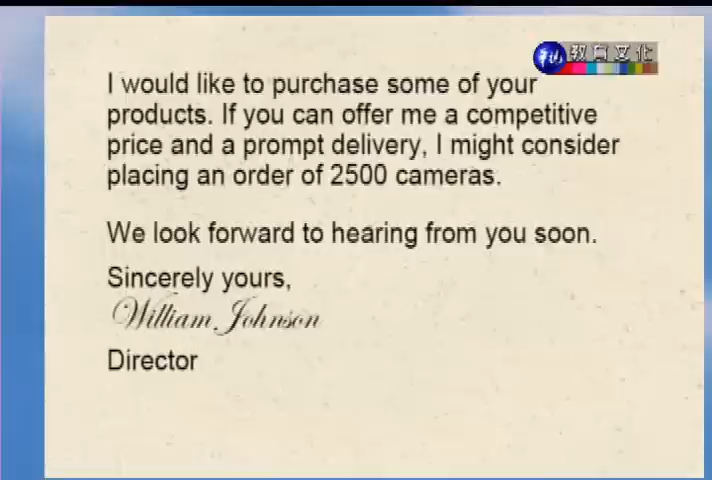 教育文化
I would like to purchase some of your
products. If you can offer me a competitive
price and a prompt delivery, I might consider
placing an order of 2500 cameras.
We look forward to hearing from you soon.
Sincerely yours,
William Johnson
Director